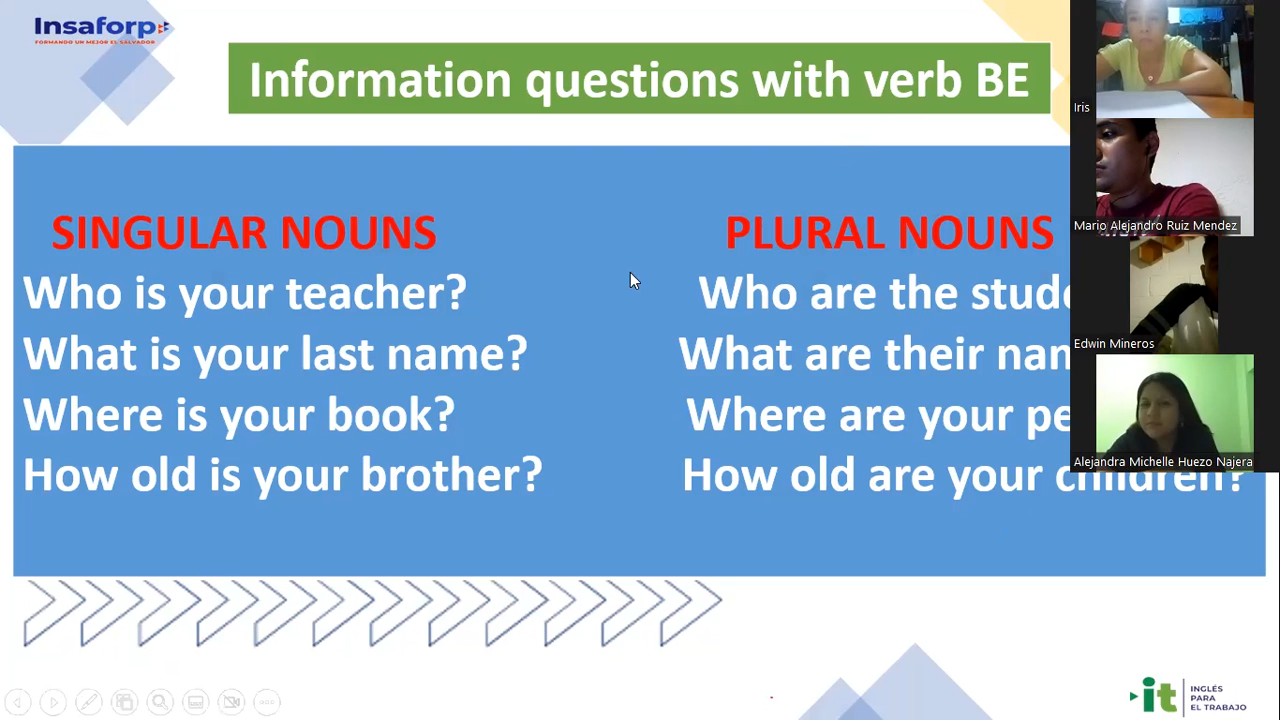 Insaforp
FORMANDO UN MEJOR EL SALVADOR
Information questions with verb BE
SINGULAR NOUNS
Who is your teacher?
What is your last name?
Where is your book?
How old is your brother?
PLURAL NOUNS
Who are the
What are their
Where are your
How old are your children?
Iris
Mario Alejandro Ruiz Mendez
Edwin Mineros
Alejandra Michelle Huezo Najera
it
INGLÉS
PARA
EL TRABAJO